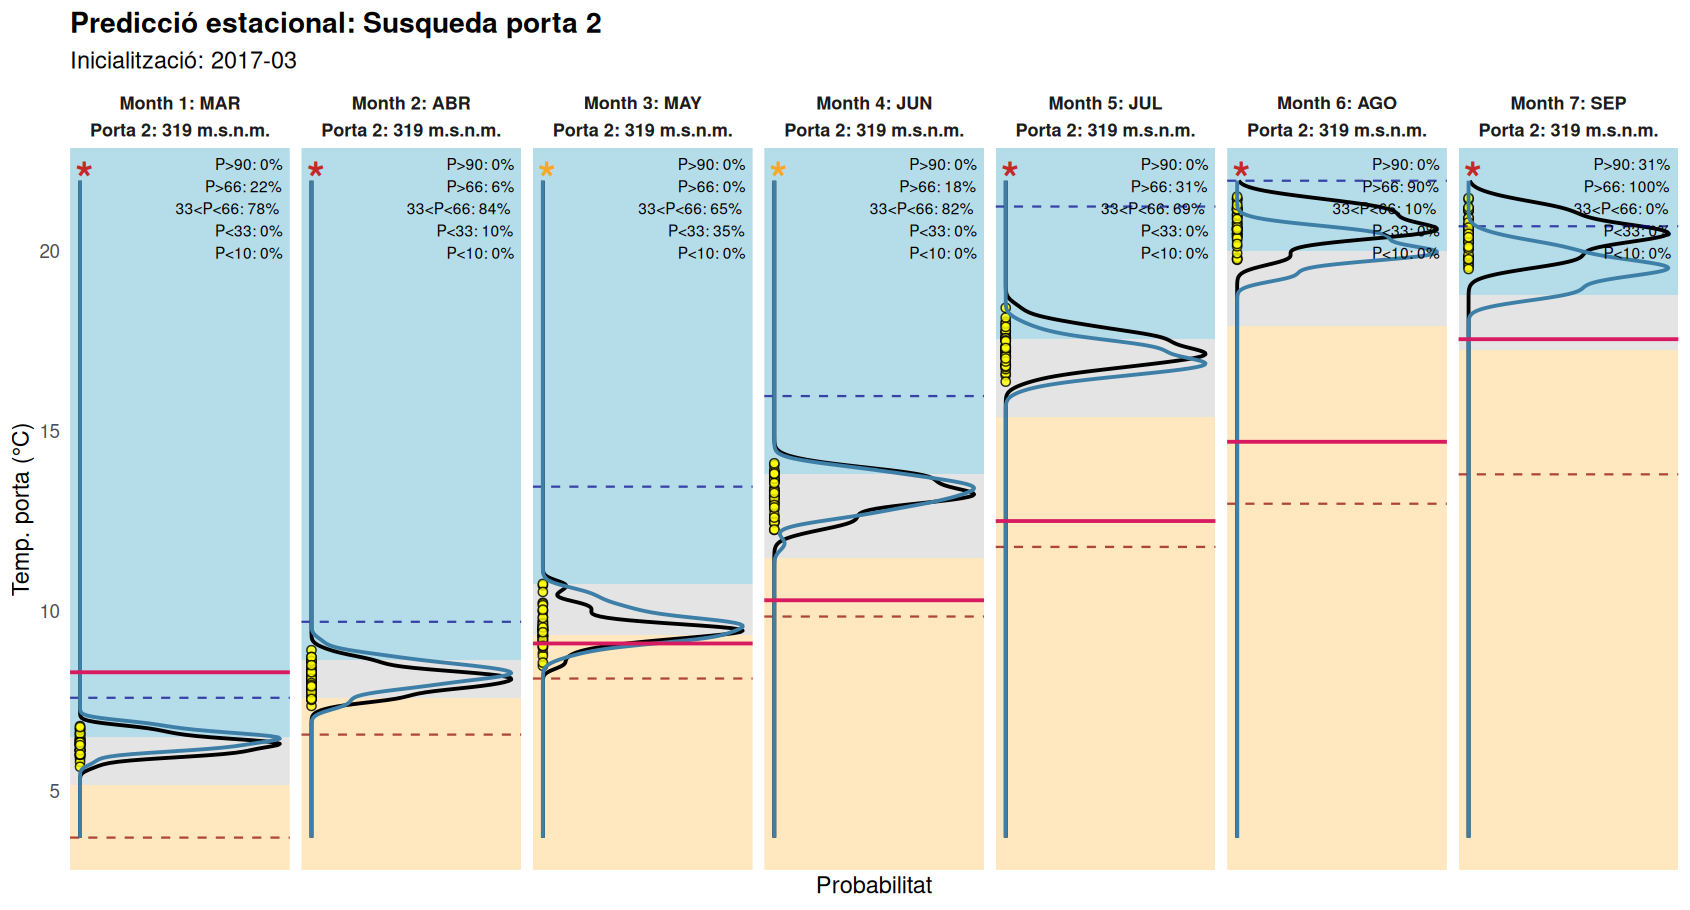 Predicció estacional: Susqueda porta 2
Inicialització: 2017-03
Month 1: MAR
Porta 2: 319 m.s.n.m.
P>90: 0%
P>66: 22%
33<P<66: 78%
P<33: 0%
P<10: 0%
Month 2: ABR
Porta 2: 319 m.s.n.m.
P>90: 0%
P>66: 6%
33<P<66: 84%
P<33: 10%
P<10: 0%
Month 3: MAY
Porta 2: 319 m.s.n.m.
P>90: 0%
P>66: 0%
33<P<66: 65%
P<33: 35%
P<10: 0%
Month 4: JUN
Porta 2: 319 m.s.n.m.
P>90: 0%
P>66: 18%
33<P<66: 82%
P<33: 0%
P<10: 0%
Month 5: JUL
Porta 2: 319 m.s.n.m.
P>90: 0%
P>66: 31%
33<P<66: 69%
P<33: 0%
P<10: 0%
Month 6: AGO
Porta 2: 319 m.s.n.m.
P>90: 0%
P>66: 90%
33<P<66: 10%
P<33: 0%
P<10: 0%
Month 7: SEP
Porta 2: 319 m.s.n.m.
P>90: 31%
P>66: 100%
33<P<66: 0%
P<33: 0%
P<10: 0%
20
15
10
5
Temp. porta (°C)
Probabilitat